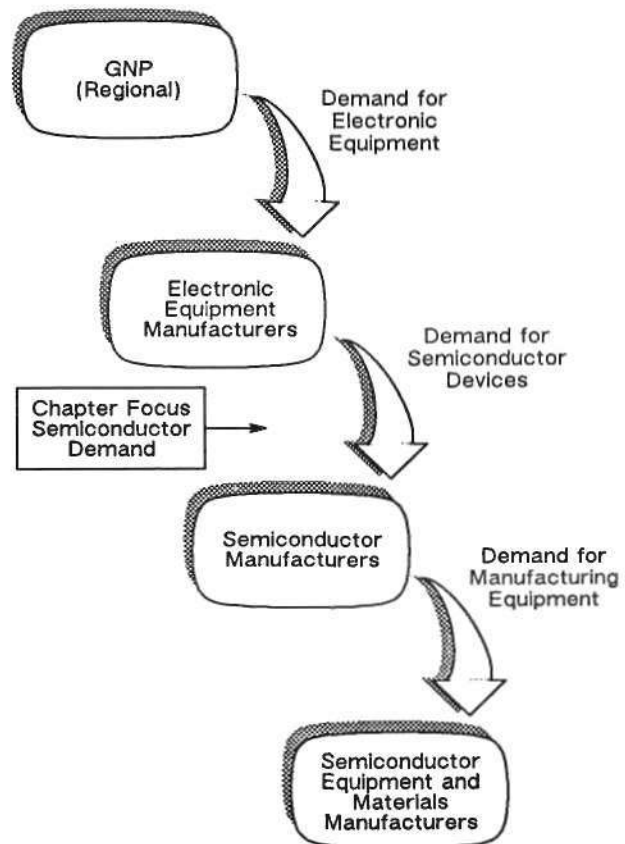 GNP
(Regional)
Demand for
Electronic
Equipment
Electronic
Equipment
Manufacturers
Demand for
Semiconductor
Devices
Chapter Focus
Semiconductor
Demand
Semiconductor
Manufacturers
Demand for
Manufacturing
Equipment
Semiconductor
Equipment and
Materials
Manufacturers